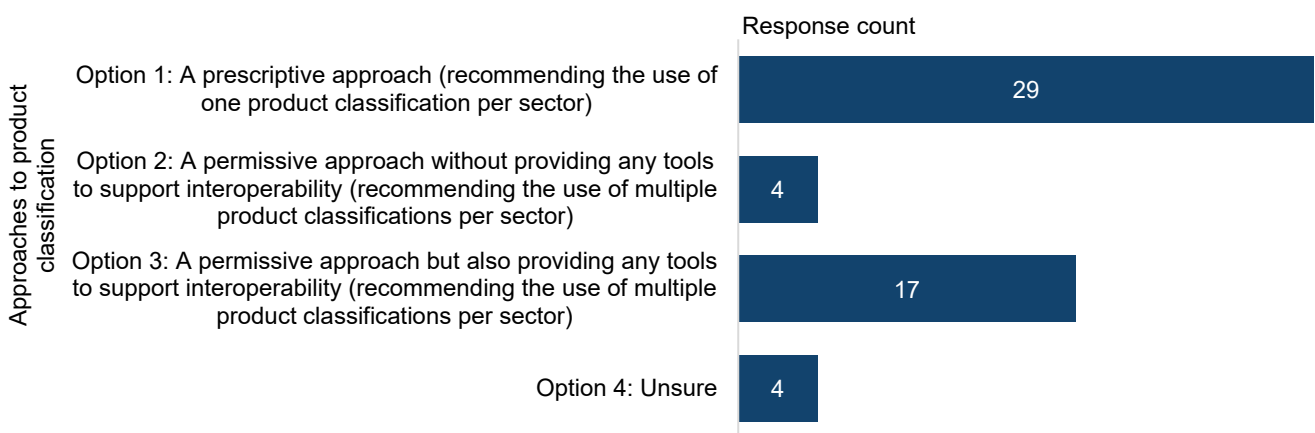 Response count
Approaches to product
classification
Option 1: A prescriptive approach (recommending the use of
one product classification per sector)
29
Option 2: A permissive approach without providing any tools
to support interoperability (recommending the use of multiple
product classifications per sector)
4
Option 3: A permissive approach but also providing any tools
to support interoperability (recommending the use of multiple
product classifications per sector)
17
Option 4: Unsure
4